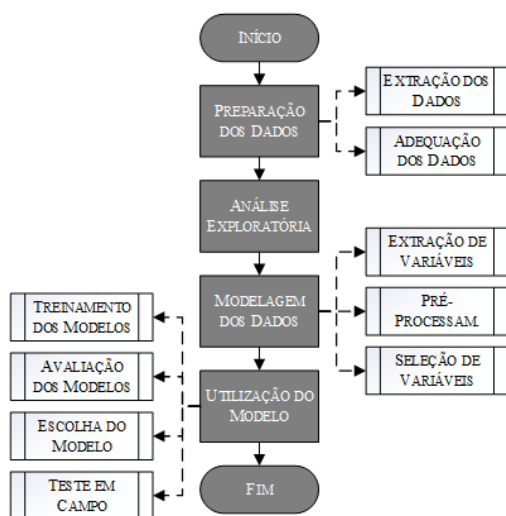 INÍCIO
PREPARAÇÃO
DOS DADOS
EXTRAÇÃO DOS
DADOS
ADEQUAÇÃO
DOS DADOS
ANÁLISE
EXPLORATÓRIA
MODELAGEM
DOS DADOS
EXTRAÇÃO DE
VARIÁVEIS
PRÉ-
PROCESSAM.
SELEÇÃO DE
VARIÁVEIS
UTILIZAÇÃO DO
MODELO
TREINAMENTO
DOS MODELOS
AVALIAÇÃO
DOS MODELOS
ESCOLHA DO
MODELO
TESTE EM
CAMPO
FIM